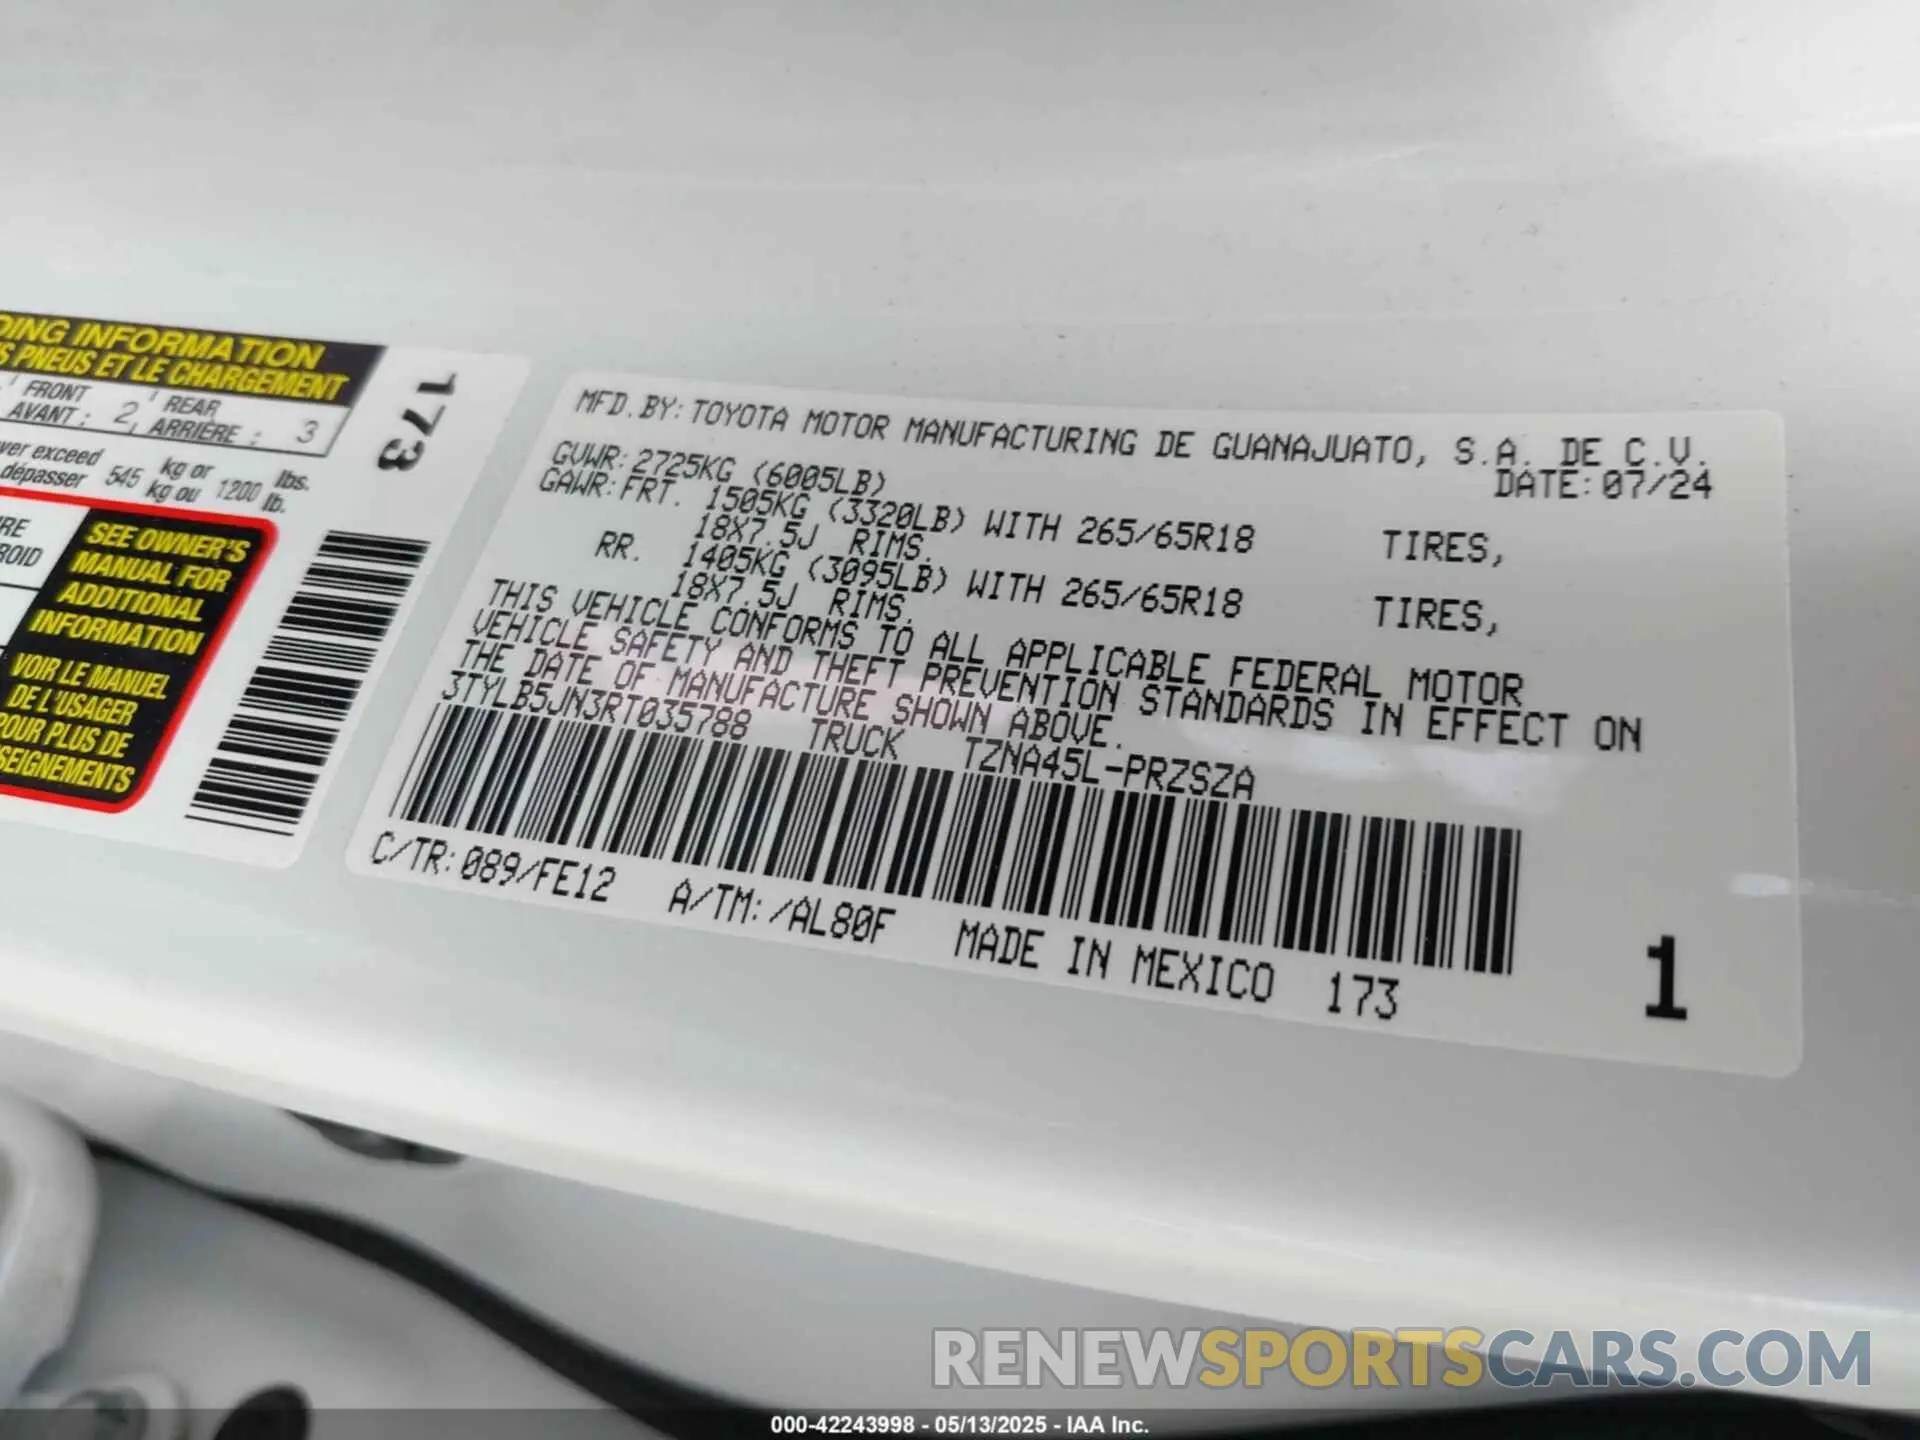 DING INFORMATION
S PNEUS ET LE CHARGEMENT
FRONT
AVANT : 2, REAR
ARRIÈRE : 3
ver exceed
dépasser 545 kg or
kg ou 1200 lbs.
lb.
173
SEE OWNER'S
MANUAL FOR
ADDITIONAL
INFORMATION
VOIR LE MANUEL
DE L'USAGER
POUR PLUS DE
SEIGNEMENTS
MFD. BY: TOYOTA MOTOR MANUFACTURING DE GUANAJUATO, S.A. DE C.V.
DATE: 07/24
GVWR: 2725KG (6005LB)
GAWR: FRT. 1505KG (3320LB) WITH 265/65R18 TIRES,
18X7.5J RIMS.
RR. 1405KG (3095LB) WITH 265/65R18 TIRES,
18X7.5J RIMS.
THIS VEHICLE CONFORMS TO ALL APPLICABLE FEDERAL MOTOR
VEHICLE SAFETY AND THEFT PREVENTION STANDARDS IN EFFECT ON
THE DATE OF MANUFACTURE SHOWN ABOVE.
3TYLB5JN3RT035788 TRUCK TZNA45L-PRZSZA
C/TR: 089/FE12 A/TM: /AL80F MADE IN MEXICO 173
1
RENEWSPORTSCARS.COM
000-42243998 - 05/13/2025 - IAA Inc.